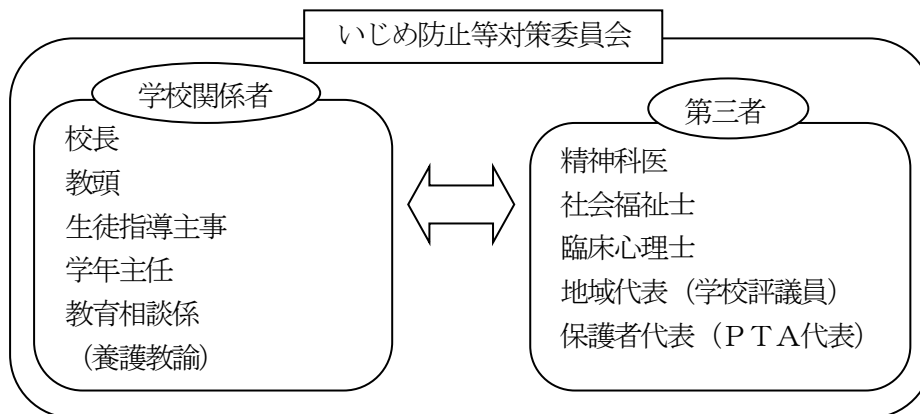 いじめ防止等対策委員会
学校関係者
校長
教頭
生徒指導主事
学年主任
教育相談係
（養護教諭）
第三者
精神科医
社会福祉士
臨床心理士
地域代表（学校評議員）
保護者代表（ＰＴＡ代表）